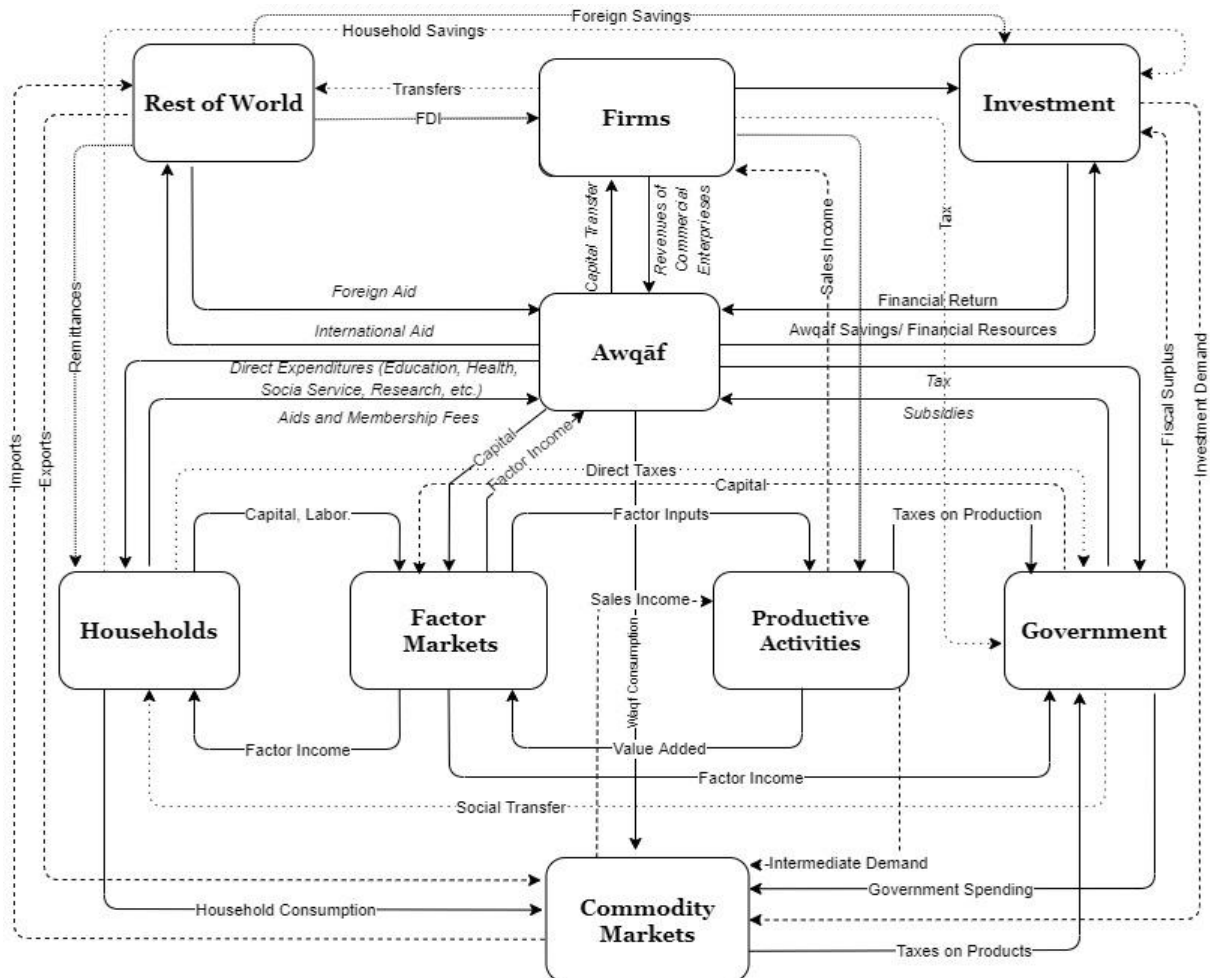 Foreign Savings
Household Savings
Rest of World
Transfers
FDI
Firms
Investment
Capital Transfer
Revenues of
Commercial
Enterprieses
Sales Income
Tax
Foreign Aid
International Aid
Financial Return
Awqāf Savings/ Financial Resources
Awqāf
Remittances
Direct Expenditures (Education, Health,
Socia Service, Research, etc.)
Aids and Membership Fees
Tax
Subsidies
Fiscal Surplus
Investment Demand
Imports
Exports
Capital
Factor Income
Direct Taxes
Capital
Capital, Labor.
Factor Inputs
Taxes on Production
Households
Factor
Markets
Sales Income
Waqf Consumption
Productive
Activities
Government
Factor Income
Value Added
Factor Income
Social Transfer
Intermediate Demand
Government Spending
Household Consumption
Commodity
Markets
Taxes on Products